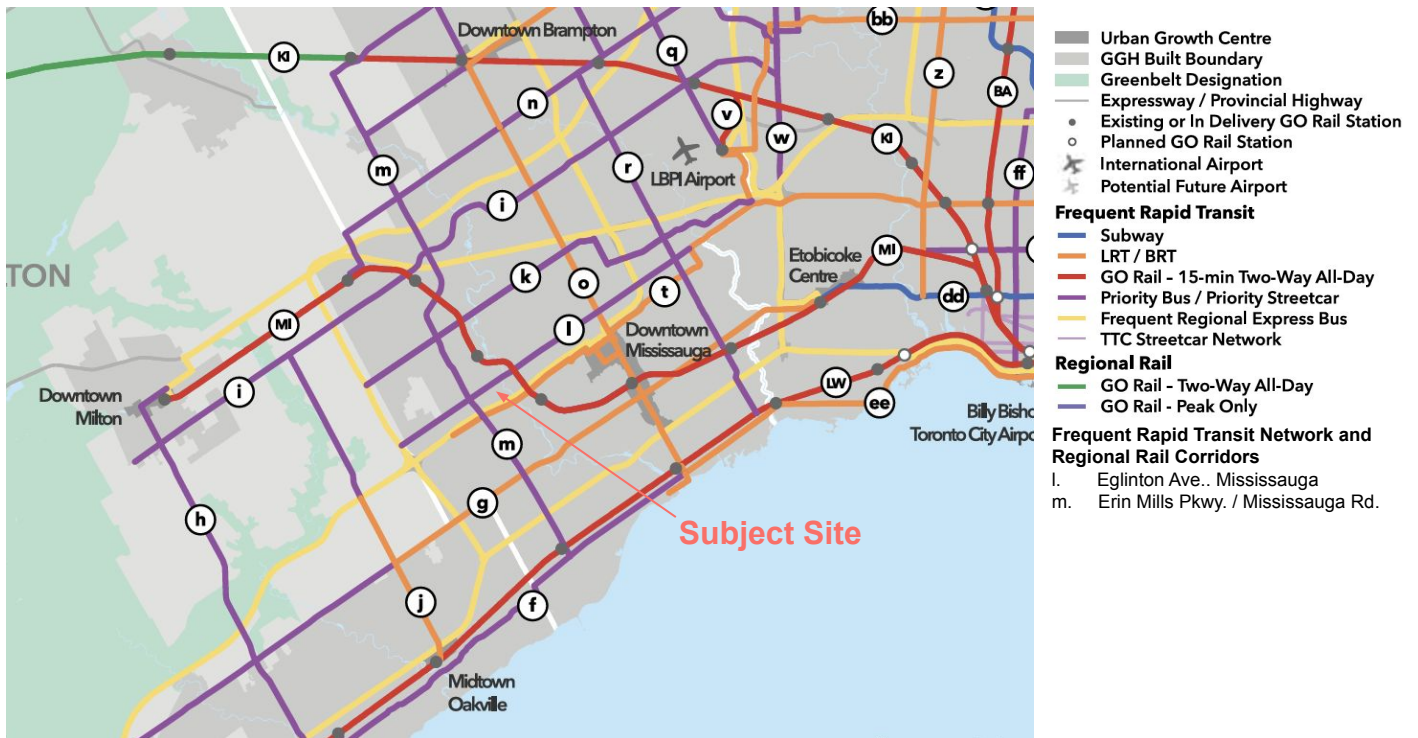 Downtown Brampton
bb
KI
q
z
n
BA
v
w
KI
m
r
ff
LBPI Airport
i
Etobicoke
Centre
MI
TON
k
o
t
dd
MI
l
Downtown
Mississauga
LW
ee
Downtown
Milton
i
m
Billy Bisho
Toronto City Airpo
g
h
Subject Site
j
f
Midtown
Oakville
Urban Growth Centre
GGH Built Boundary
Greenbelt Designation
Expressway / Provincial Highway
Existing or In Delivery GO Rail Station
Planned GO Rail Station
International Airport
Potential Future Airport
Frequent Rapid Transit
Subway
LRT / BRT
GO Rail - 15-min Two-Way All-Day
Priority Bus / Priority Streetcar
Frequent Regional Express Bus
TTC Streetcar Network
Regional Rail
GO Rail - Two-Way All-Day
GO Rail - Peak Only
Frequent Rapid Transit Network and
Regional Rail Corridors
l. Eglinton Ave.. Mississauga
m. Erin Mills Pkwy. / Mississauga Rd.